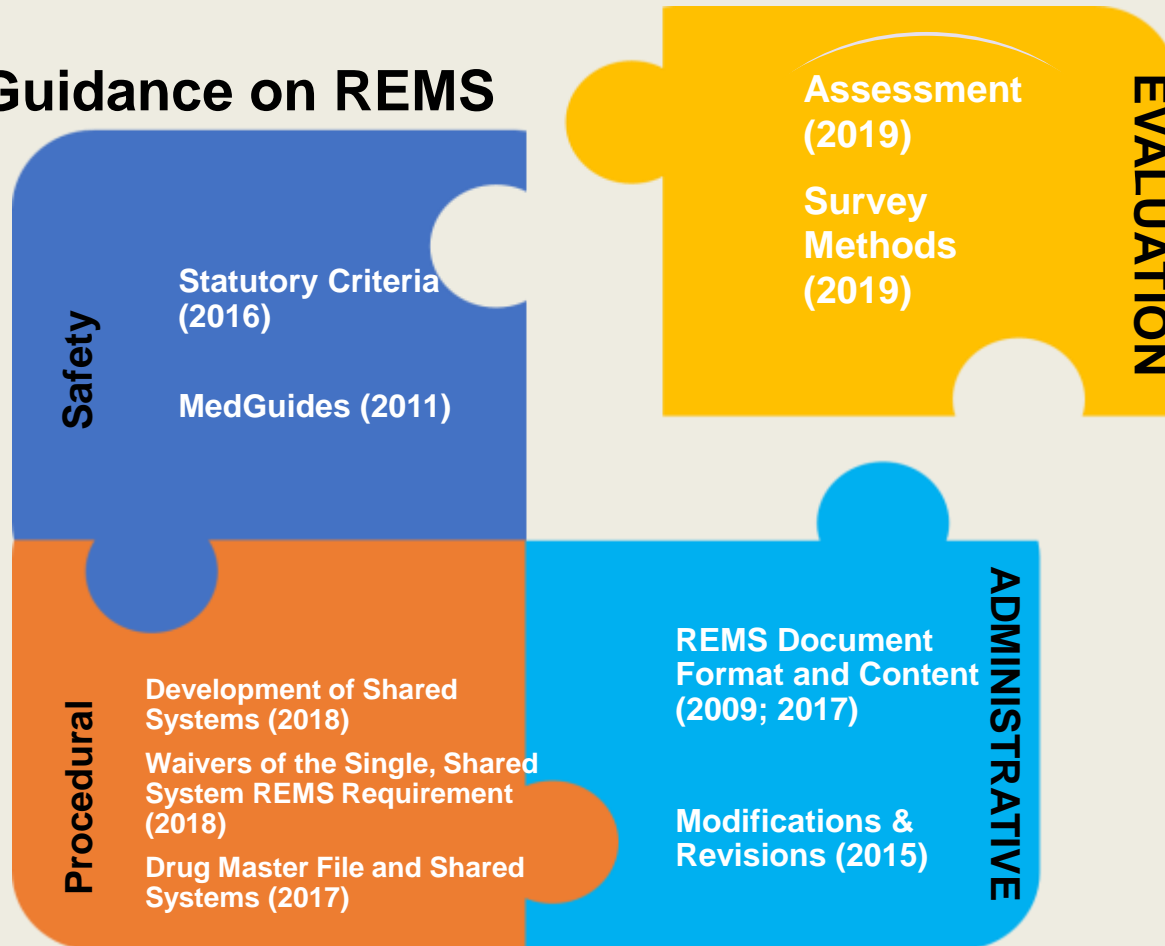 Guidance on REMS
Safety
Statutory Criteria
(2016)
MedGuides (2011)
Assessment
(2019)
Survey
Methods
(2019)
EVALUATION
Procedural
Development of Shared
Systems (2018)
Waivers of the Single, Shared
System REMS Requirement
(2018)
Drug Master File and Shared
Systems (2017)
REMS Document
Format and Content
(2009; 2017)
Modifications &
Revisions (2015)
ADMINISTRATIVE